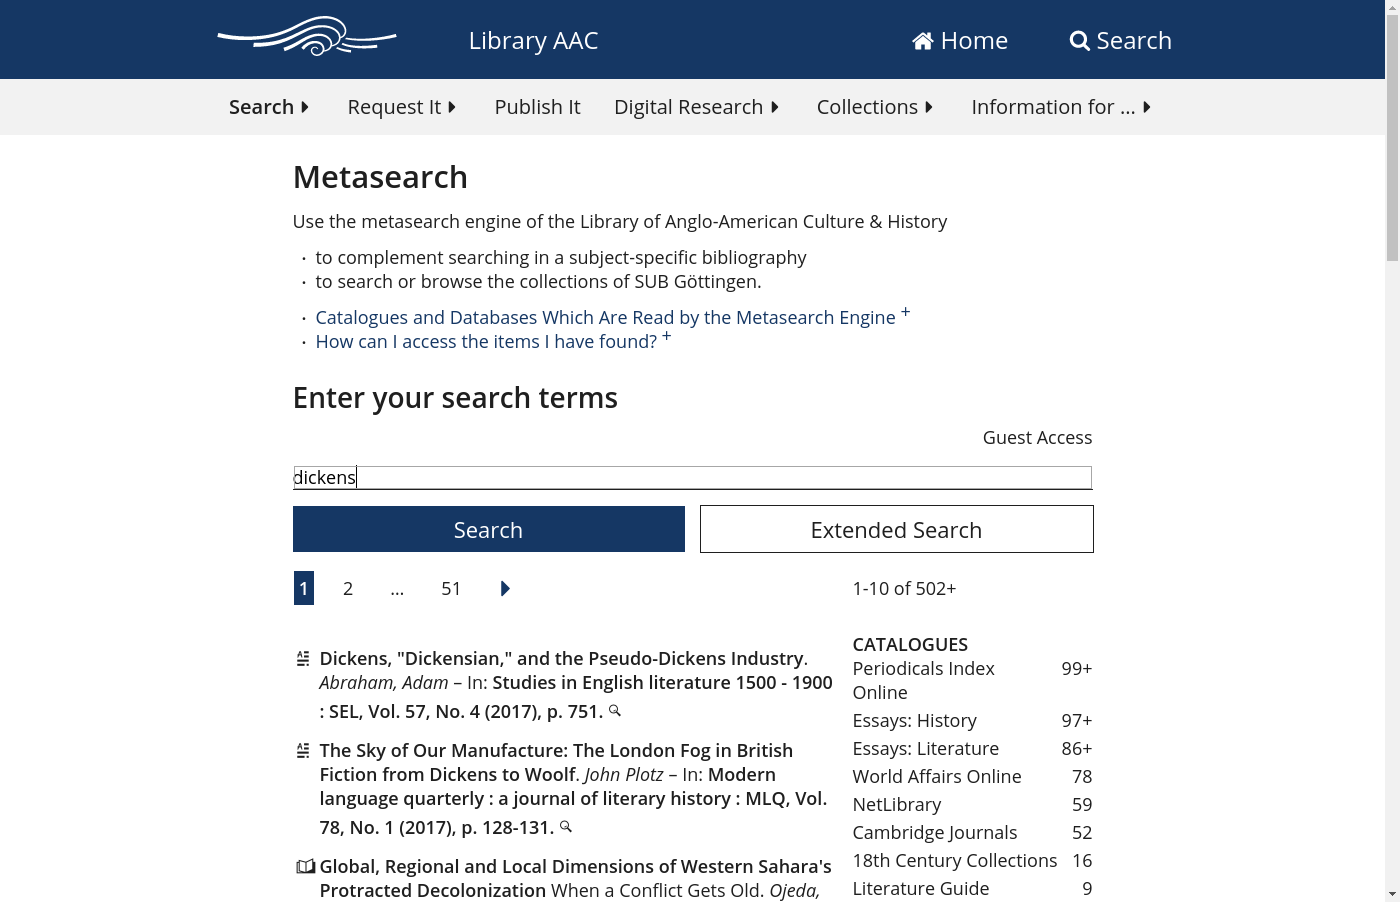 Library AAC
Home
Search
Search
Request It
Publish It
Digital Research
Collections
Information for ...
Metasearch
Use the metasearch engine of the Library of Anglo-American Culture & History
· to complement searching in a subject-specific bibliography
· to search or browse the collections of SUB Göttingen.
· Catalogues and Databases Which Are Read by the Metasearch Engine +
· How can I access the items I have found? +
Enter your search terms
Guest Access
dickens
Search
Extended Search
1 2 ... 51
1-10 of 502+
Dickens, "Dickensian," and the Pseudo-Dickens Industry.
Abraham, Adam – In: Studies in English literature 1500 - 1900
: SEL, Vol. 57, No. 4 (2017), p. 751.
The Sky of Our Manufacture: The London Fog in British
Fiction from Dickens to Woolf. John Plotz – In: Modern
language quarterly : a journal of literary history : MLQ, Vol.
78, No. 1 (2017), p. 128-131.
Global, Regional and Local Dimensions of Western Sahara's
Protracted Decolonization When a Conflict Gets Old. Ojeda,
CATALOGUES
Periodicals Index 99+
Online
Essays: History 97+
Essays: Literature 86+
World Affairs Online 78
NetLibrary 59
Cambridge Journals 52
18th Century Collections 16
Literature Guide 9